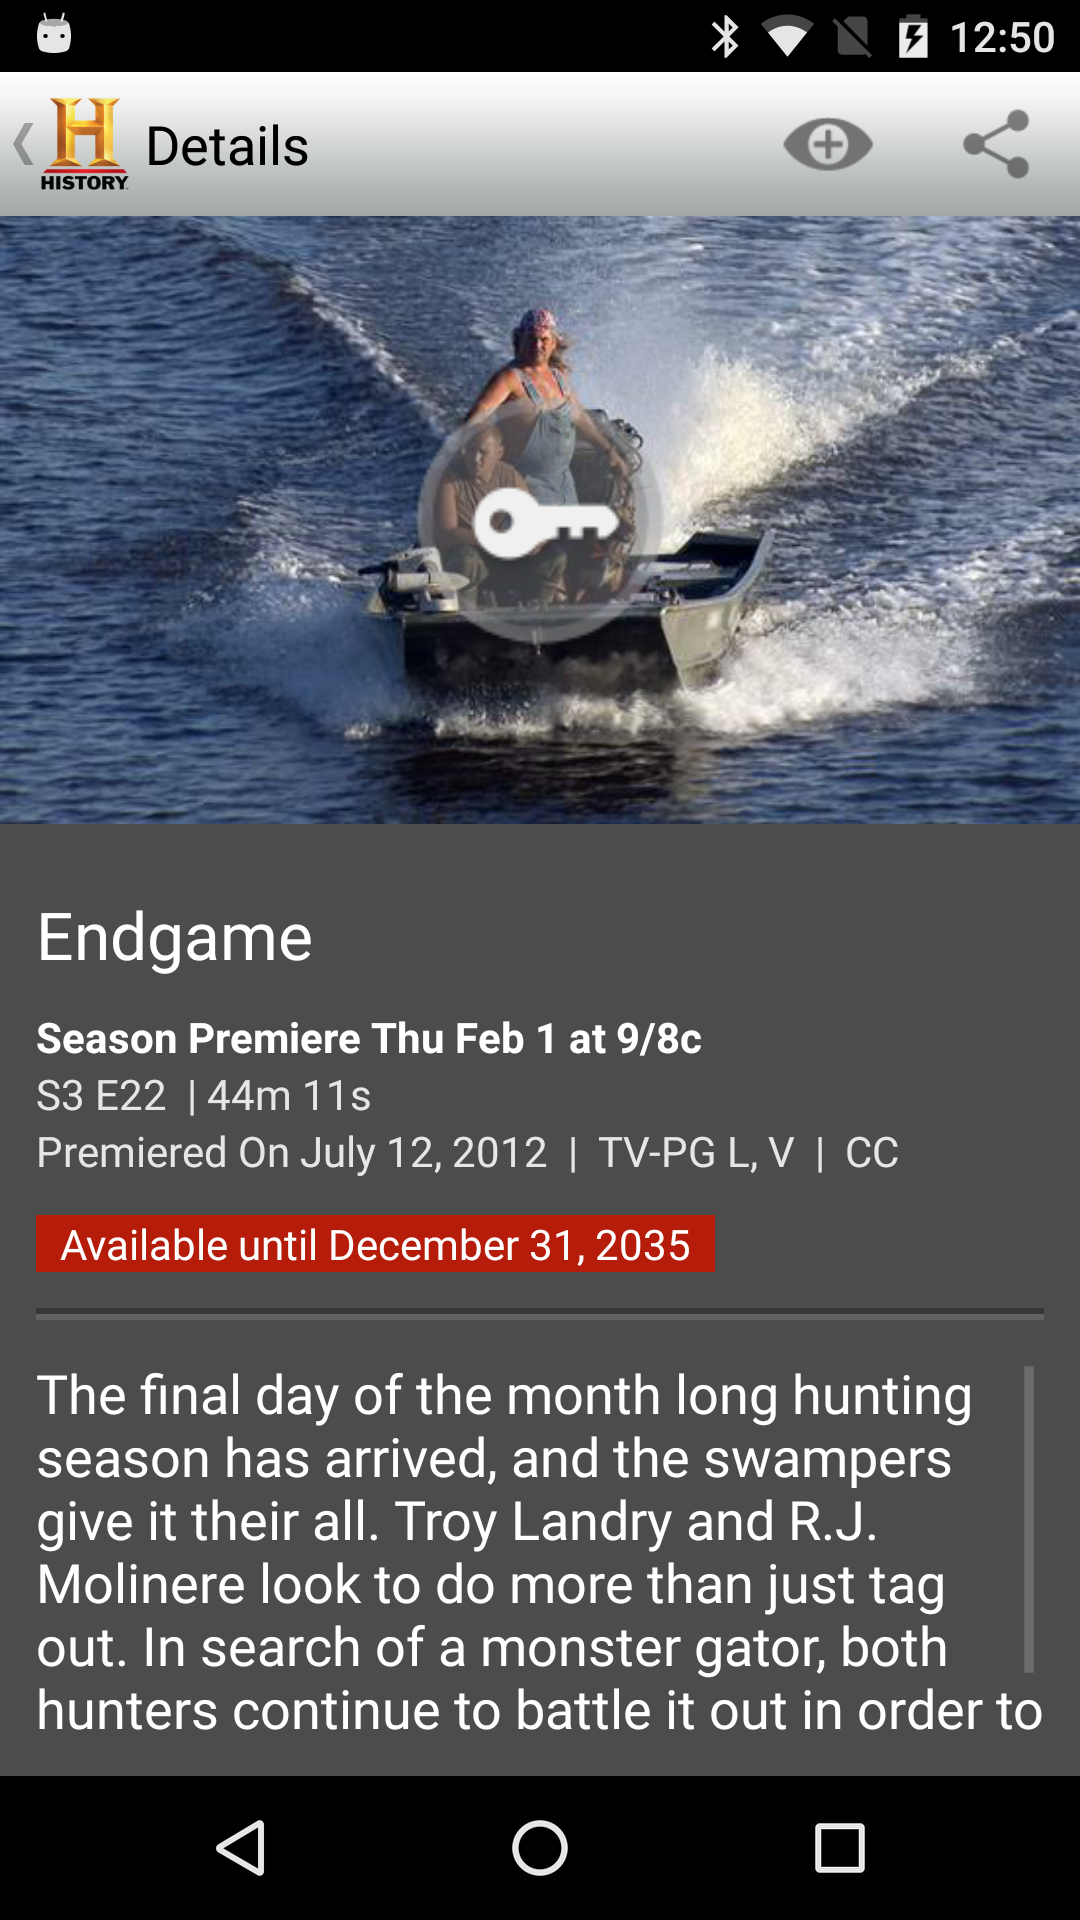 12:50
HISTORY
Details
Endgame
Season Premiere Thu Feb 1 at 9/8c
S3 E22 | 44m 11s
Premiered On July 12, 2012 | TV-PG L, V | CC
Available until December 31, 2035
The final day of the month long hunting
season has arrived, and the swampers
give it their all. Troy Landry and R.J.
Molinere look to do more than just tag
out. In search of a monster gator, both
hunters continue to battle it out in order to